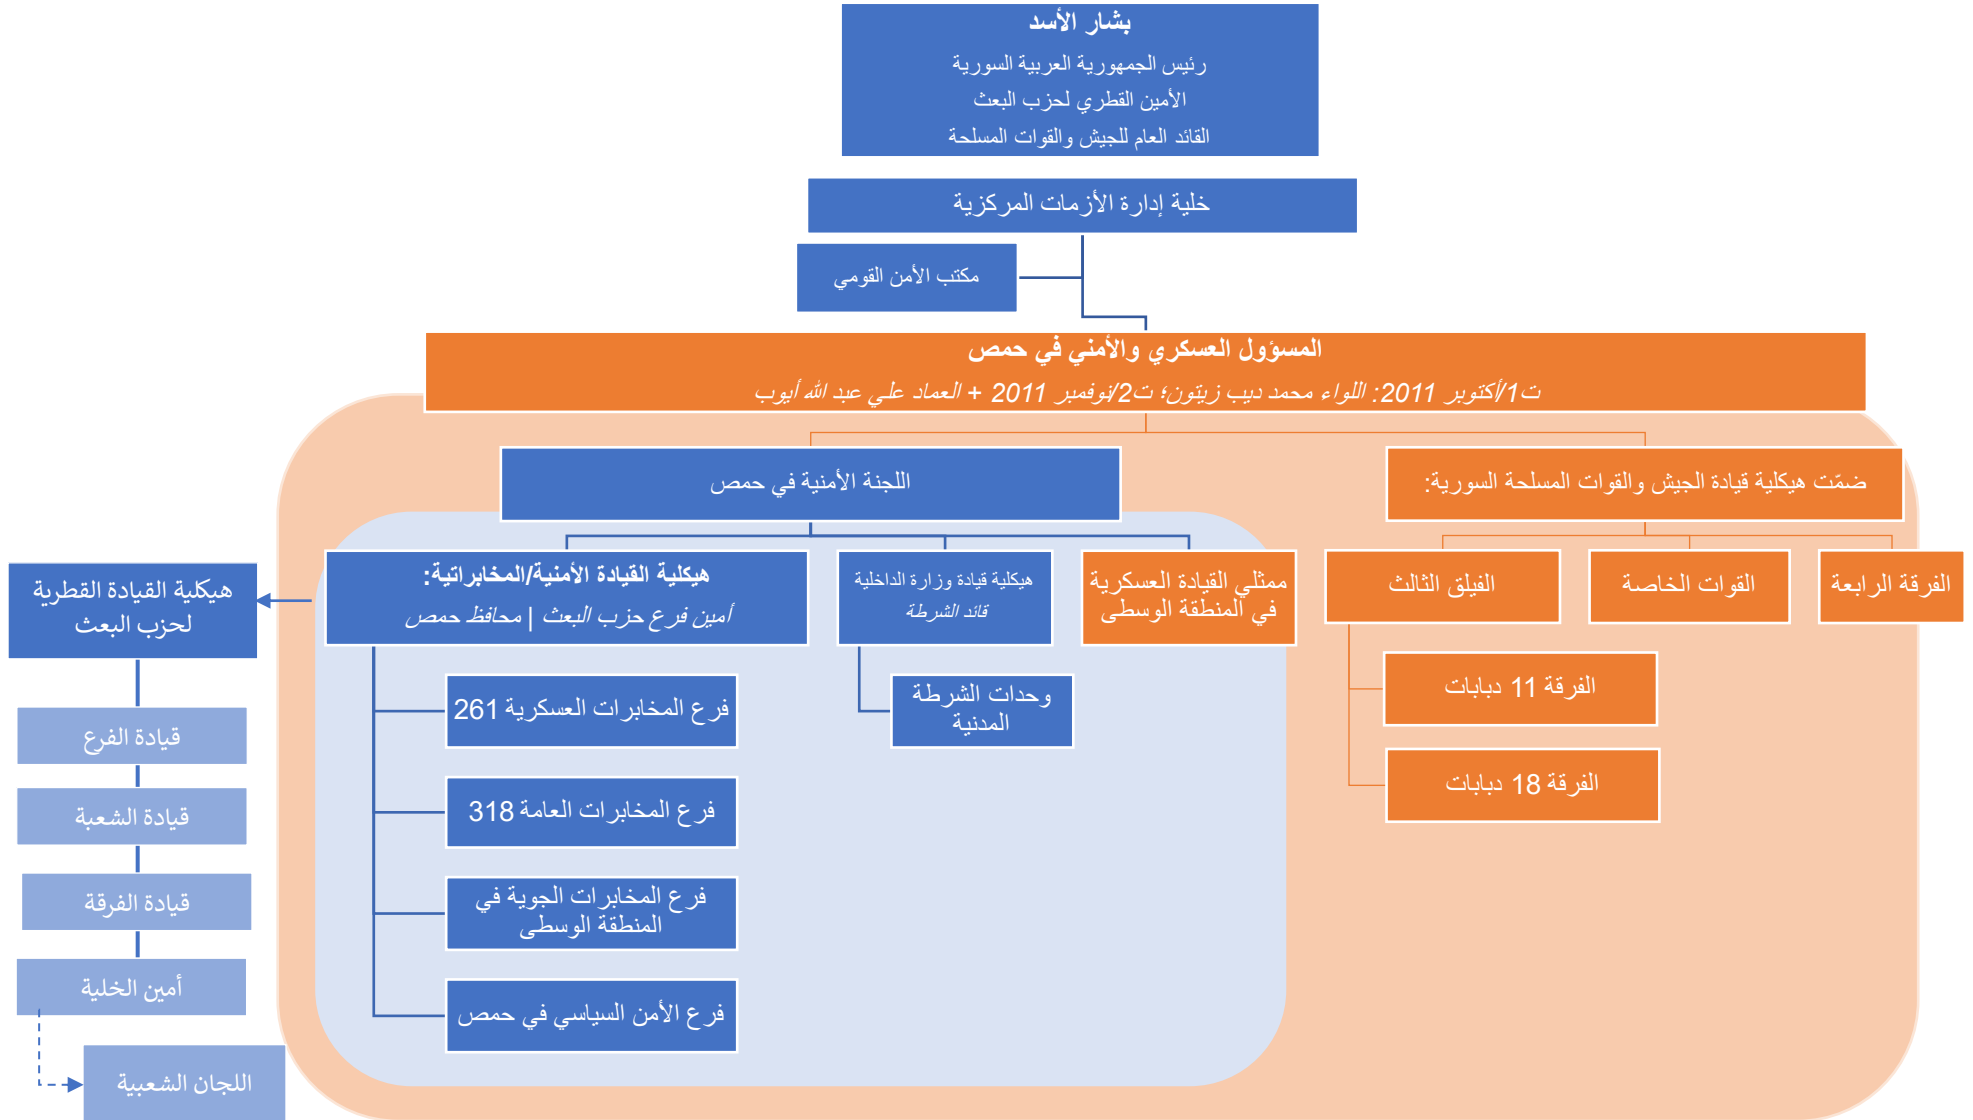 بشار الأسد
رئيس الجمهورية العربية السورية
الأمين القطري لحزب البعث
القائد العام للجيش والقوات المسلحة
خلية إدارة الأزمات المركزية
مكتب الأمن القومي
المسؤول العسكري والأمني في حمص
ت1/أكتوبر 2011: اللواء محمد ديب زيتون؛ ت2/نوفمبر 2011 + العماد علي عبد الله أيوب
ضمّت هيكلية قيادة الجيش والقوات المسلحة السورية:
اللجنة الأمنية في حمص
الفرقة الرابعة
القوات الخاصة
الفيلق الثالث
الفرقة 11 دبابات
الفرقة 18 دبابات
ممثلي القيادة العسكرية
في المنطقة الوسطى
هيكلية قيادة وزارة الداخلية
قائد الشرطة
وحدات الشرطة
المدنية
هيكلية القيادة الأمنية/المخابراتية:
أمين فرع حزب البعث | محافظ حمص
فرع المخابرات العسكرية 261
فرع المخابرات العامة 318
فرع المخابرات الجوية في
المنطقة الوسطى
فرع الأمن السياسي في حمص
هيكلية القيادة القطرية
لحزب البعث
قيادة الفرع
قيادة الشعبة
قيادة الفرقة
أمين الخلية
اللجان الشعبية